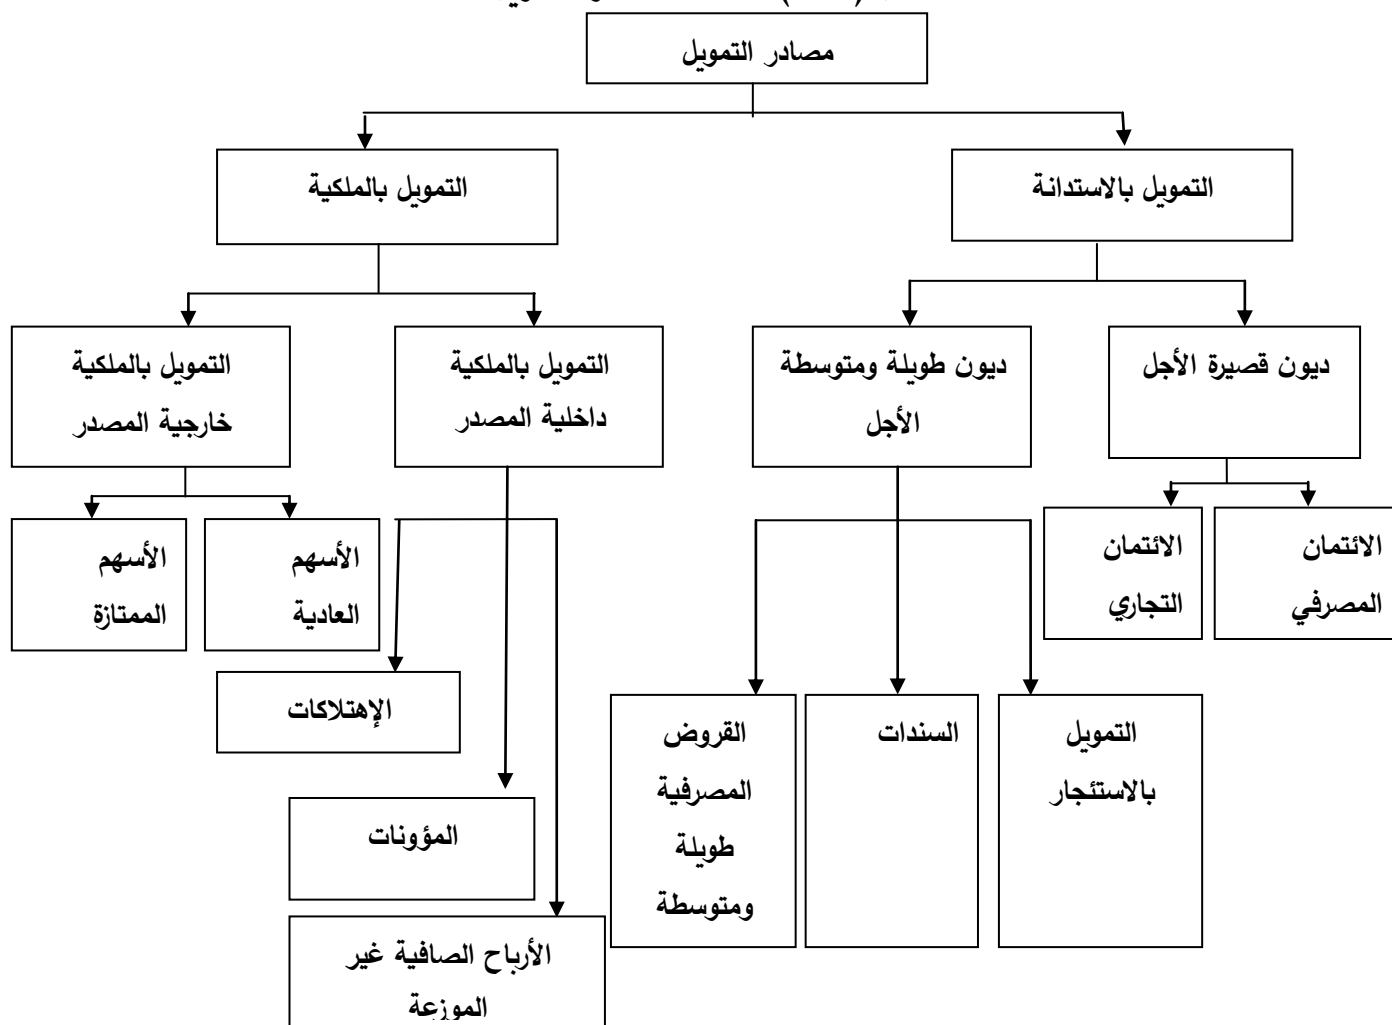 مصادر التمويل
التمويل بالاستدانة
التمويل بالملكية
ديون قصيرة الأجل
ديون طويلة ومتوسطة
الأجل
التمويل بالملكية
داخلية المصدر
التمويل بالملكية
خارجية المصدر
الائتمان
المصرفي
الائتمان
التجاري
الأسهم
العادية
الأسهم
الممتازة
التمويل
بالاستئجار
السندات
القروض
المصرفية
طويلة
ومتوسطة
الإهتلاكات
المؤونات
الأرباح الصافية غير
الموزعة